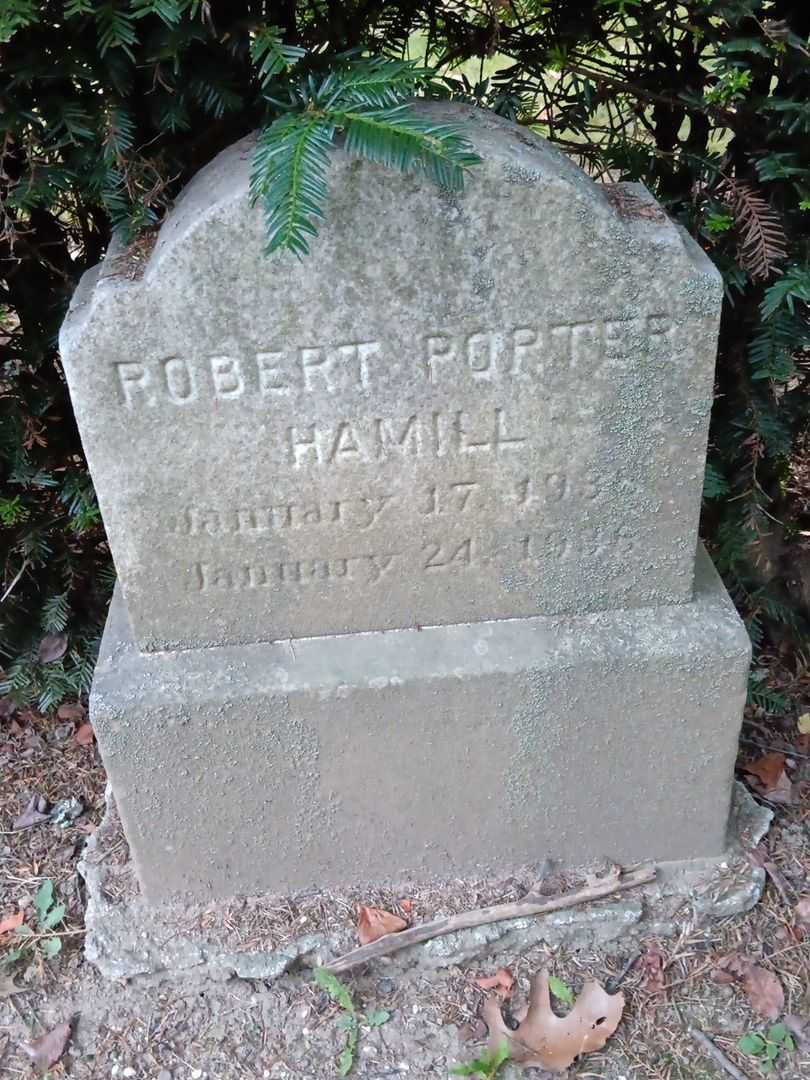 ROBERT PORTER
HAMILL
January 17,
January 24,